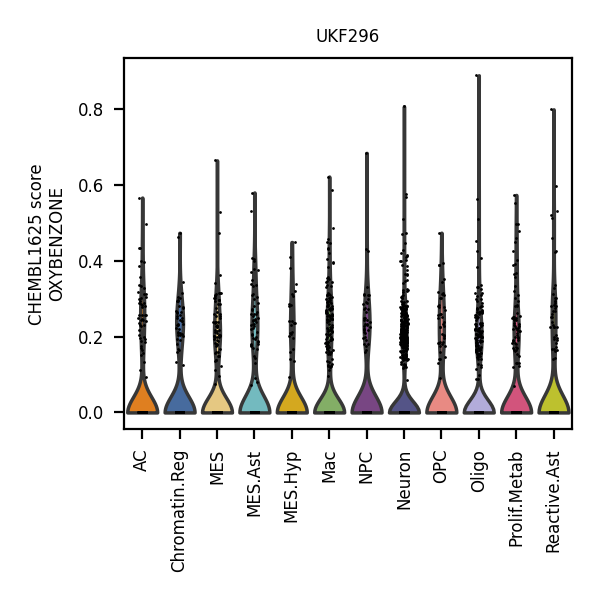 UKF296
CHEMBL1625 score
OXYBENZONE
0.8
0.6
0.4
0.2
0.0
AC
Chromatin.Reg
MES
MES.Ast
MES.Hyp
Mac
NPC
Neuron
OPC
Oligo
Prolif.Metab
Reactive.Ast